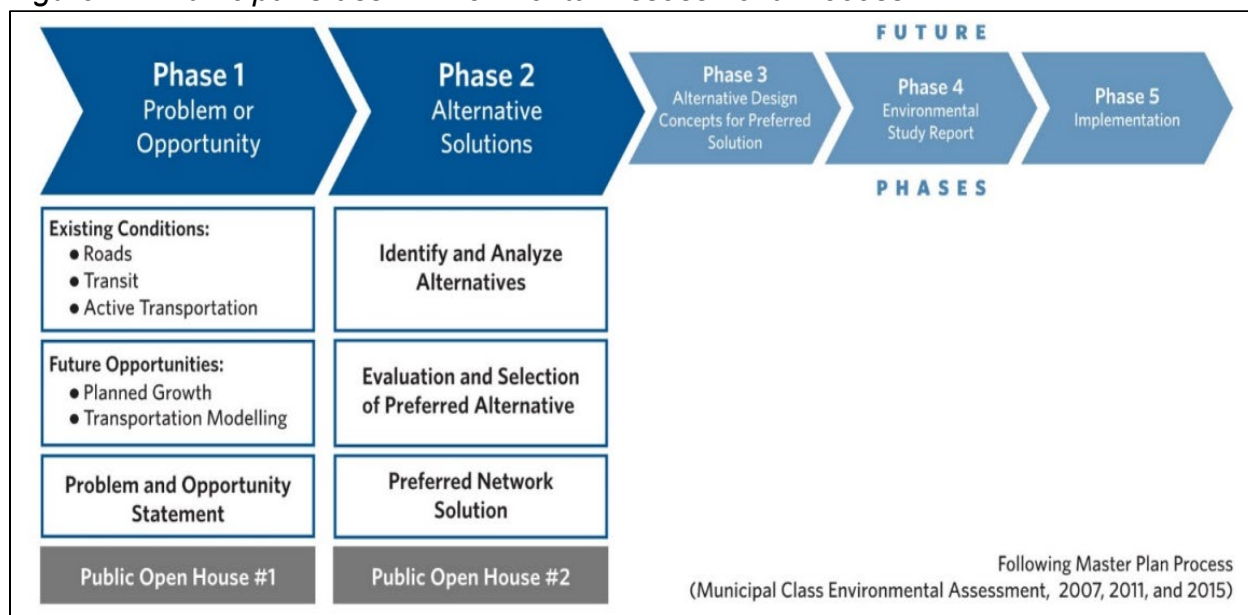 Phase 1
Problem or
Opportunity
Phase 2
Alternative
Solutions
FUTURE
Phase 3
Alternative Design
Concepts for Preferred
Solution
Phase 4
Environmental
Study Report
Phase 5
Implementation
PHASES
Existing Conditions:
● Roads
● Transit
● Active Transportation
Future Opportunities:
● Planned Growth
● Transportation Modelling
Problem and Opportunity
Statement
Public Open House #1
Identify and Analyze
Alternatives
Evaluation and Selection
of Preferred Alternative
Preferred Network
Solution
Public Open House #2
Following Master Plan Process
(Municipal Class Environmental Assessment, 2007, 2011, and 2015)